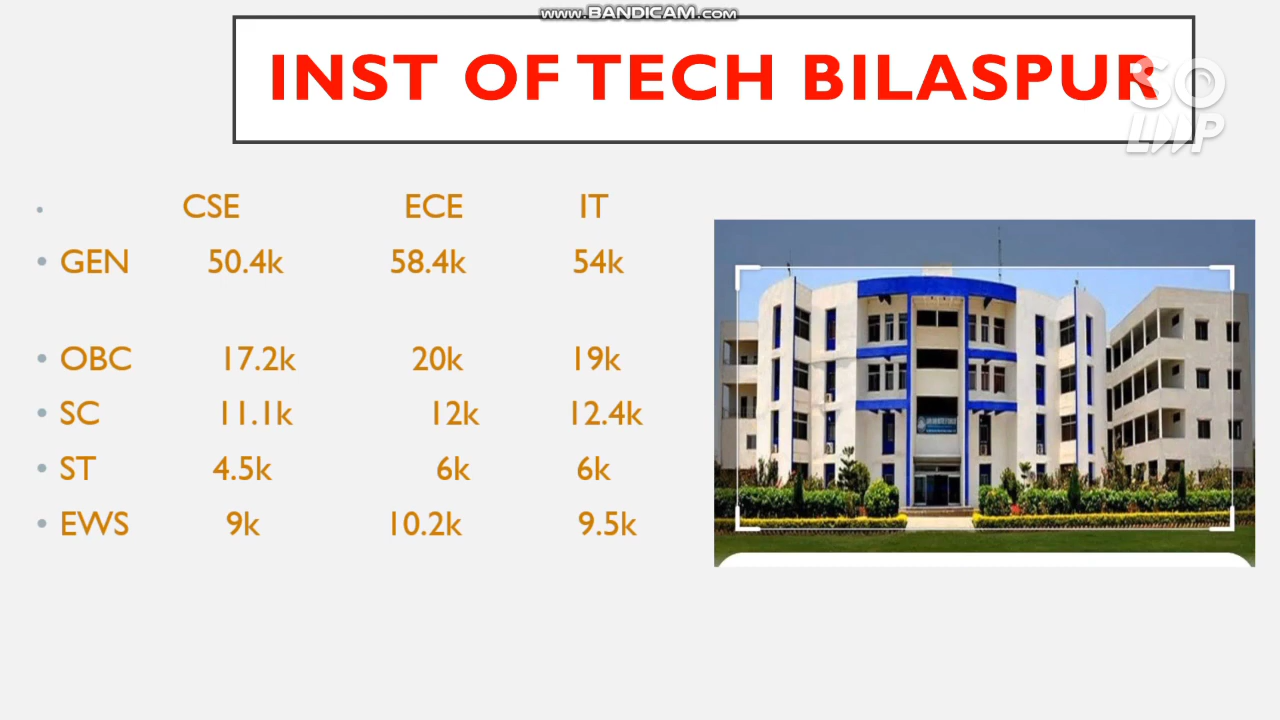 www.BANDICAM.com
INST OF TECH BILASPUR
SO
LOOP
CSE ECE IT
GEN 50.4k 58.4k 54k
OBC 17.2k 20k 19k
SC 11.1k 12k 12.4k
ST 4.5k 6k 6k
EWS 9k 10.2k 9.5k